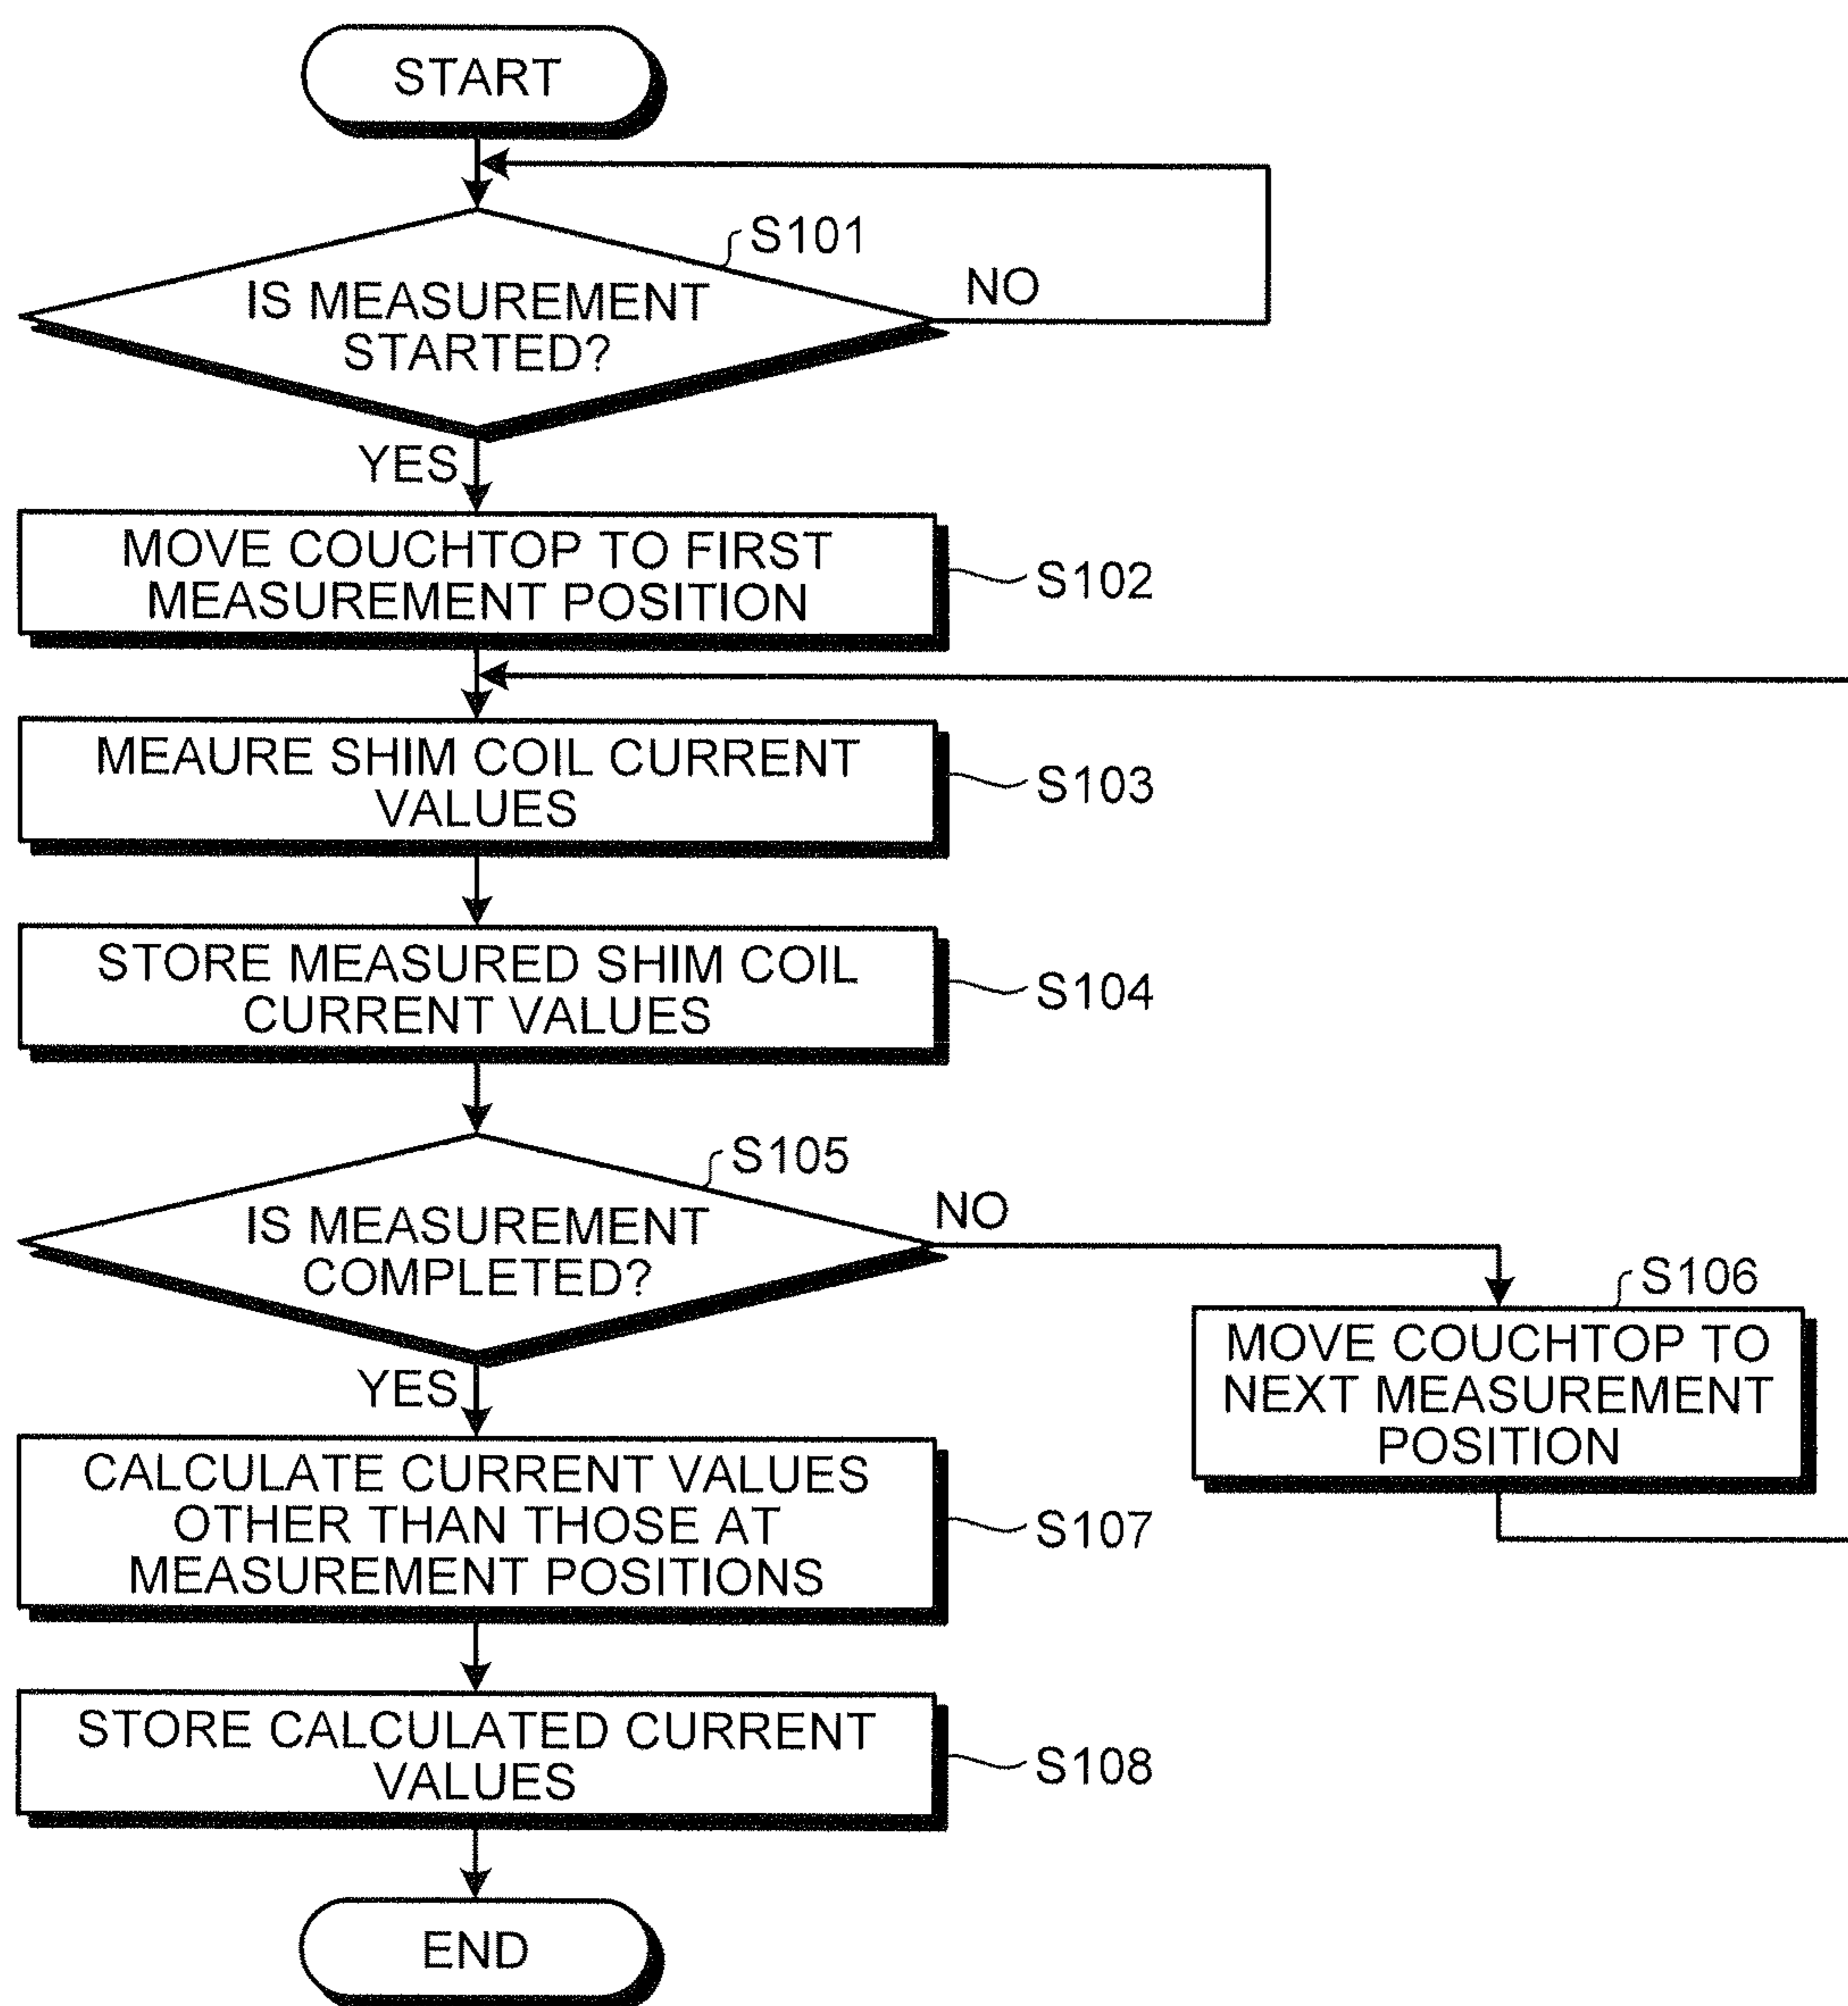 START
S101
IS MEASUREMENT
STARTED?
NO
YES
MOVE COUCHTOP TO FIRST
MEASUREMENT POSITION
S102
MEAURE SHIM COIL CURRENT
VALUES
S103
STORE MEASURED SHIM COIL
CURRENT VALUES
S104
S105
IS MEASUREMENT
COMPLETED?
NO
S106
MOVE COUCHTOP TO
NEXT MEASUREMENT
POSITION
YES
CALCULATE CURRENT VALUES
OTHER THAN THOSE AT
MEASUREMENT POSITIONS
S107
STORE CALCULATED CURRENT
VALUES
S108
END